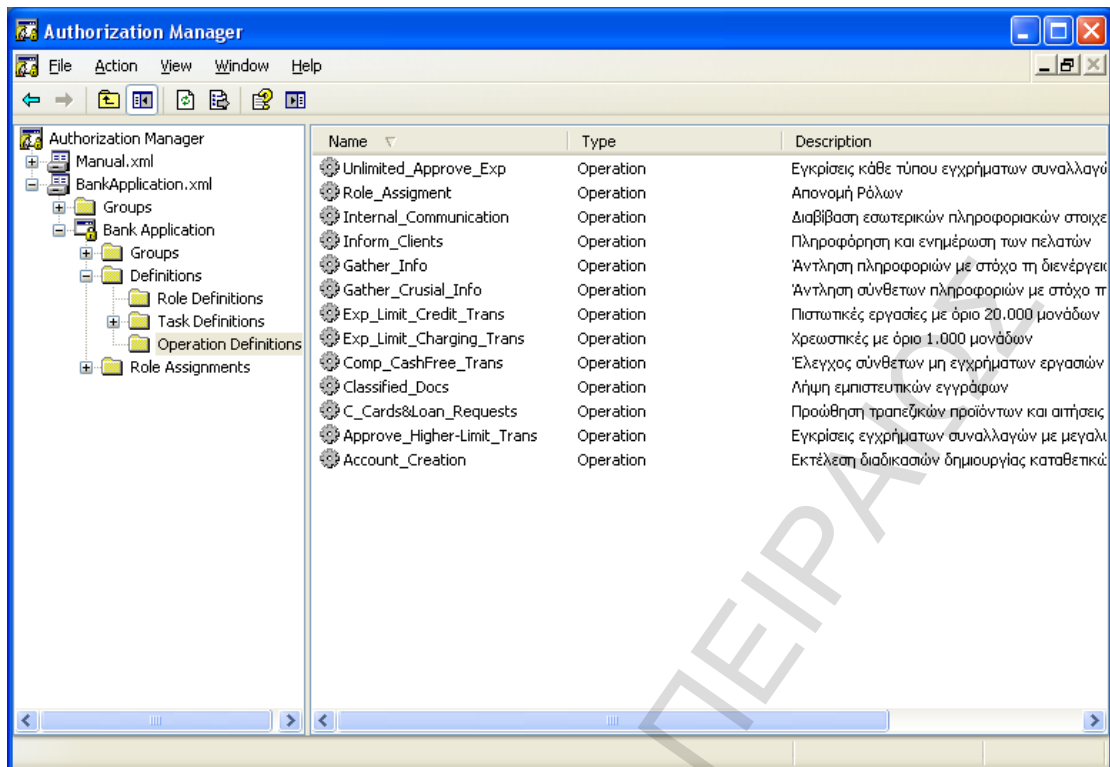 Authorization Manager
File Action View Window Help
Authorization Manager
Manual.xml
BankApplication.xml
Groups
Bank Application
Groups
Definitions
Role Definitions
Task Definitions
Operation Definitions
Role Assignments
Name Type Description
Unlimited_Approve_Exp Operation Εγκρίσεις κάθε τύπου εγχρήματων συναλλαγώ
Role_Assigment Operation Απονομή Ρόλων
Internal_Communication Operation Διαβίβαση εσωτερικών πληροφοριακών στοιχε
Inform_Clients Operation Πληροφόρηση και ενημέρωση των πελατών
Gather_Info Operation Άντληση πληροφοριών με στόχο τη διενέργει
Gather_Crusial_Info Operation Άντληση σύνθετων πληροφοριών με στόχο τη
Exp_Limit_Credit_Trans Operation Πιστωτικές εργασίες με όριο 20.000 μονάδων
Exp_Limit_Charging_Trans Operation Χρεωστικές με όριο 1.000 μονάδων
Comp_CashFree_Trans Operation Έλεγχος σύνθετων μη εγχρήματων εργασιών
Classified_Docs Operation Λήψη εμπιστευτικών εγγράφων
C_Cards&Loan_Requests Operation Προώθηση τραπεζικών προϊόντων και αιτήσεις
Approve_Higher-Limit_Trans Operation Εγκρίσεις εγχρήματων συναλλαγών με μεγαλυ
Account_Creation Operation Εκτέλεση διαδικασιών δημιουργίας καταθετικώ
ΠΕΙΡΑΙΩΣ